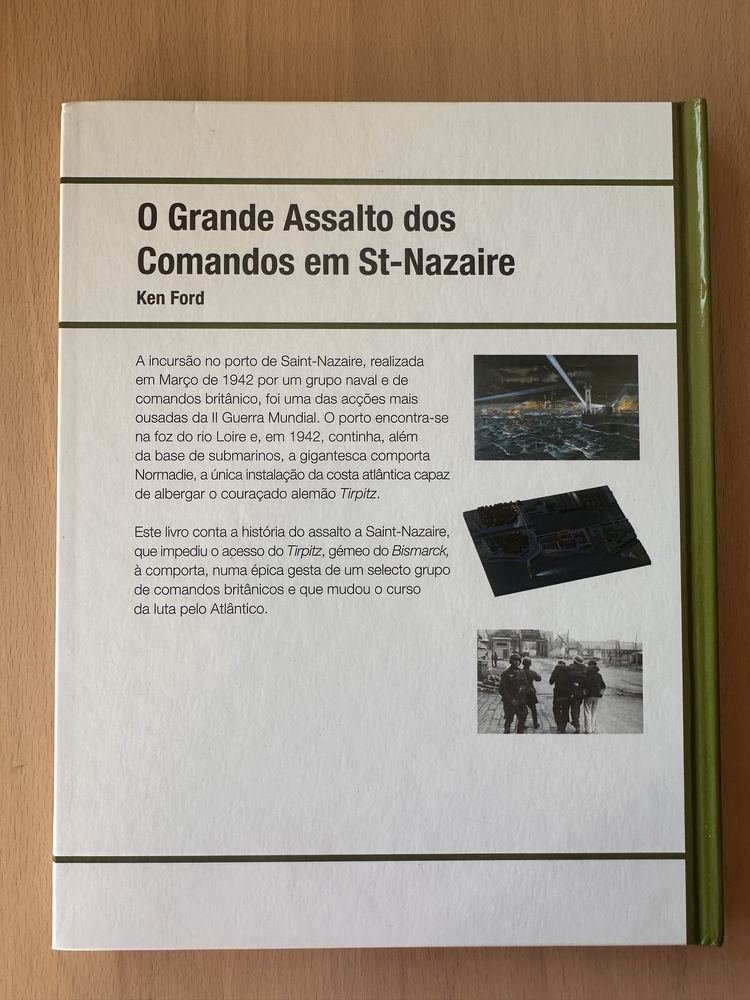 O Grande Assalto dos
Comandos em St-Nazaire
Ken Ford
A incursão no porto de Saint-Nazaire, realizada
em Março de 1942 por um grupo naval e de
comandos britânico, foi uma das acções mais
ousadas da II Guerra Mundial. O porto encontra-se
na foz do rio Loire e, em 1942, continha, além
da base de submarinos, a gigantesca comporta
Normadie, a única instalação da costa atlântica capaz
de albergar o couraçado alemão Tirpitz.
Este livro conta a história do assalto a Saint-Nazaire,
que impediu o acesso do Tirpitz, gémeo do Bismarck,
à comporta, numa épica gesta de um selecto grupo
de comandos britânicos e que mudou o curso
da luta pelo Atlântico.